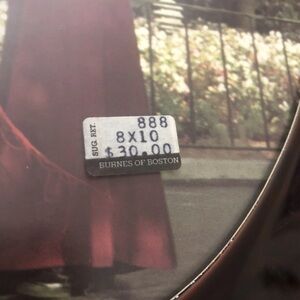 SUG. RET.
888
8X10
$30.00
BURNES OF BOSTON